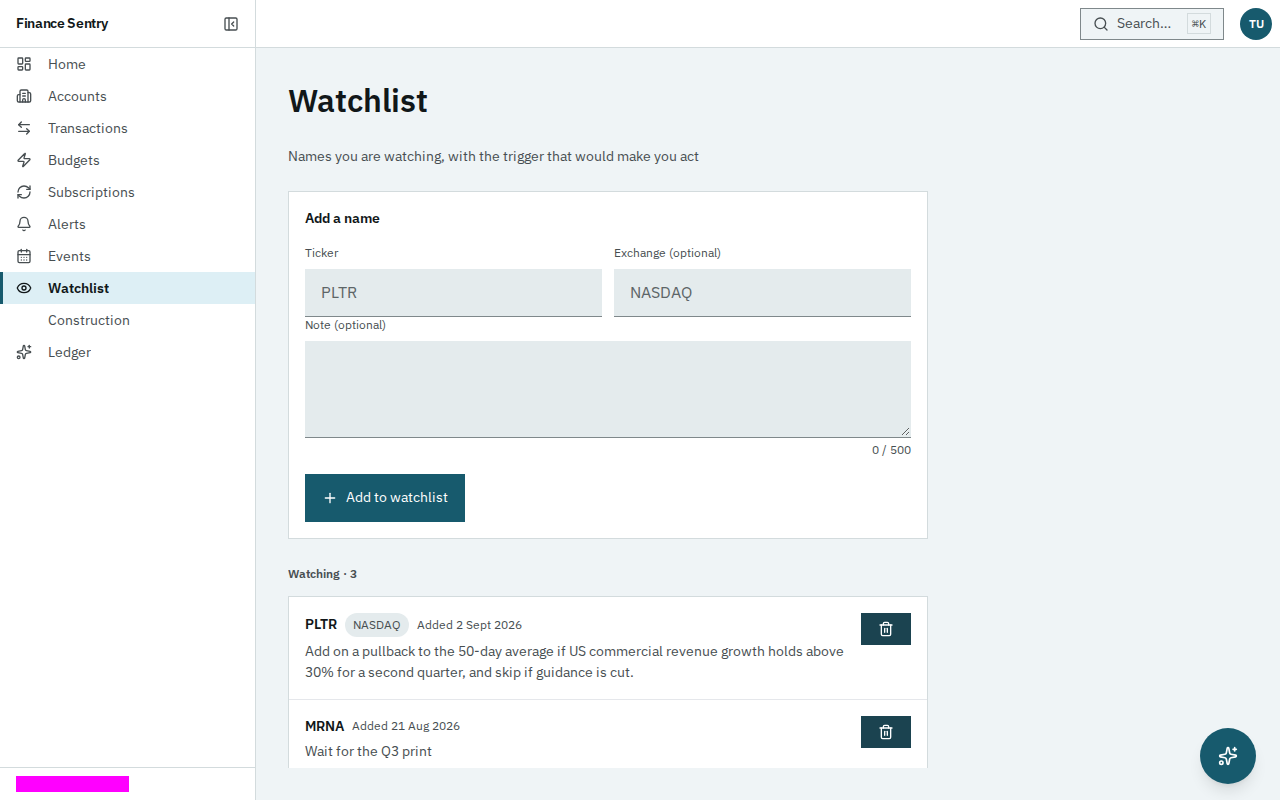 Finance Sentry
Search...
⌘K
TU
Home
Accounts
Transactions
Budgets
Subscriptions
Alerts
Events
Watchlist
Construction
Ledger
Watchlist
Names you are watching, with the trigger that would make you act
Add a name
Ticker
Exchange (optional)
PLTR
NASDAQ
Note (optional)
0 / 500
Add to watchlist
Watching · 3
PLTR NASDAQ Added 2 Sept 2026
Add on a pullback to the 50-day average if US commercial revenue growth holds above
30% for a second quarter, and skip if guidance is cut.
MRNA Added 21 Aug 2026
Wait for the Q3 print